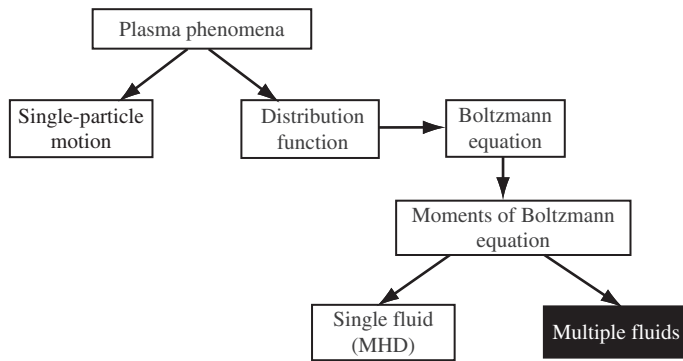 Plasma phenomena
Single-particle
motion
Distribution
function
Boltzmann
equation
Moments of Boltzmann
equation
Single fluid
(MHD)
Multiple fluids